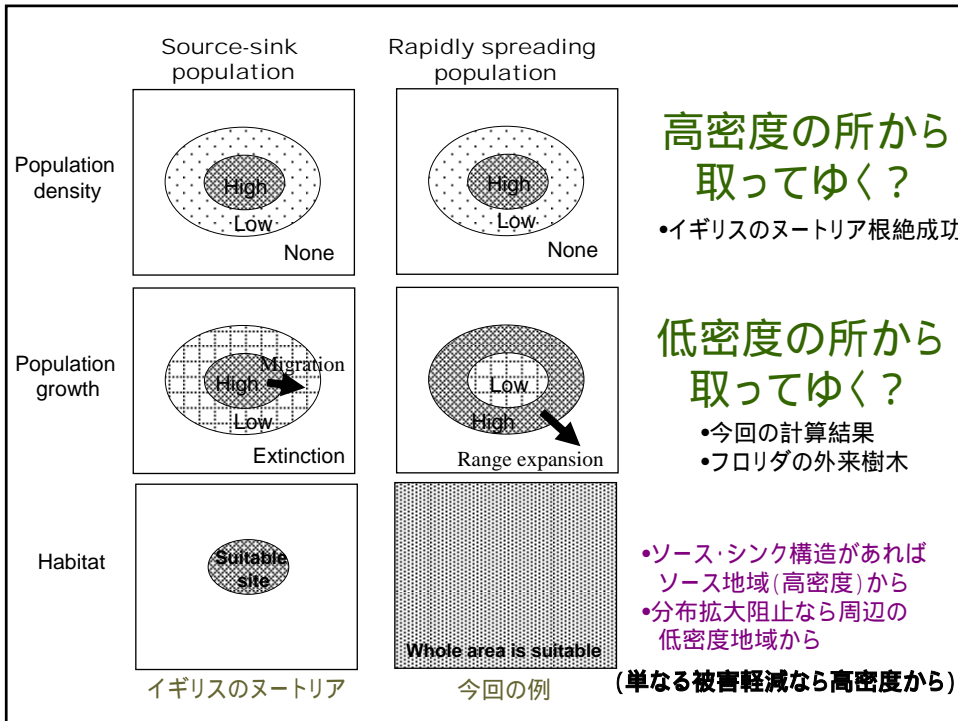 Source-sink
population
Rapidly spreading
population
Population
density
High
Low
None
High
Low
None
高密度の所から
取ってゆく？
•イギリスのヌートリア根絶成功
Population
growth
Migration
High
Low
Extinction
Low
High
Range expansion
低密度の所から
取ってゆく？
•今回の計算結果
•フロリダの外来樹木
Habitat
Suitable
site
Whole area is suitable
•ソース･シンク構造があれば
ソース地域(高密度)から
•分布拡大阻止なら周辺の
低密度地域から
(単なる被害軽減なら高密度から)
イギリスのヌートリア
今回の例